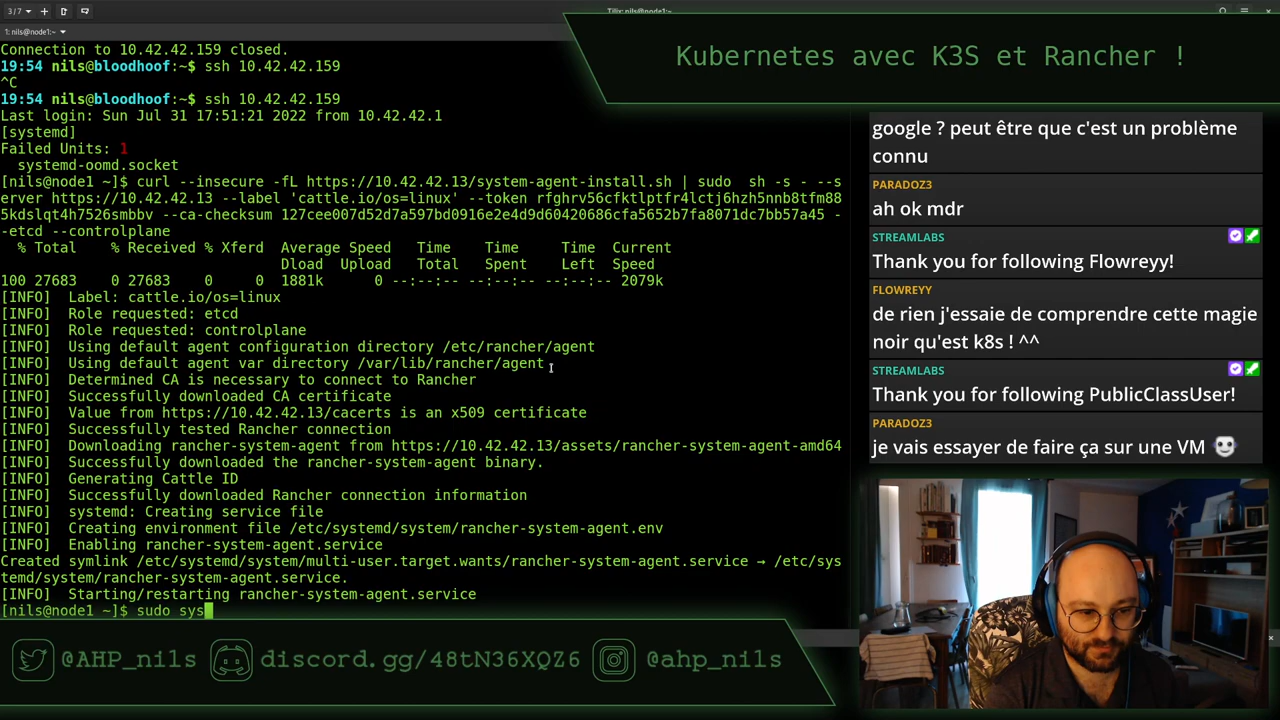 3/7
Tilix: nils@node1:~
1: nils@node1:~
Connection to 10.42.42.159 closed.
19:54 nils@bloodhoof:~$ ssh 10.42.42.159
^C
19:54 nils@bloodhoof:~$ ssh 10.42.42.159
Last login: Sun Jul 31 17:51:21 2022 from 10.42.42.1
[systemd]
Failed Units: 1
  systemd-oomd.socket
[nils@node1 ~]$ curl --insecure -fL https://10.42.42.13/system-agent-install.sh | sudo  sh -s - --s
erver https://10.42.42.13 --label 'cattle.io/os=linux' --token rfghrv56cfktlptfr4lctj6hzh5nnb8tfm88
5kdslqt4h7526smbbv --ca-checksum 127cee007d52d7a597bd0916e2e4d9d60420686cfa5652b7fa8071dc7bb57a45 -
-etcd --controlplane
  % Total    % Received % Xferd  Average Speed   Time    Time     Time  Current
                                 Dload  Upload   Total   Spent    Left  Speed
100 27683    0 27683    0     0  1881k      0 --:--:-- --:--:-- --:--:-- 2079k
[INFO]  Label: cattle.io/os=linux
[INFO]  Role requested: etcd
[INFO]  Role requested: controlplane
[INFO]  Using default agent configuration directory /etc/rancher/agent
[INFO]  Using default agent var directory /var/lib/rancher/agent
[INFO]  Determined CA is necessary to connect to Rancher
[INFO]  Successfully downloaded CA certificate
[INFO]  Value from https://10.42.42.13/cacerts is an x509 certificate
[INFO]  Successfully tested Rancher connection
[INFO]  Downloading rancher-system-agent from https://10.42.42.13/assets/rancher-system-agent-amd64
[INFO]  Successfully downloaded the rancher-system-agent binary.
[INFO]  Generating Cattle ID
[INFO]  Successfully downloaded Rancher connection information
[INFO]  systemd: Creating service file
[INFO]  Creating environment file /etc/systemd/system/rancher-system-agent.env
[INFO]  Enabling rancher-system-agent.service
Created symlink /etc/systemd/system/multi-user.target.wants/rancher-system-agent.service → /etc/sys
temd/system/rancher-system-agent.service.
[INFO]  Starting/restarting rancher-system-agent.service
[nils@node1 ~]$ sudo sys
Kubernetes avec K3S et Rancher !
google ? peut être que c'est un problème
connu
PARADOZ3
ah ok mdr
STREAMLABS
Thank you for following Flowreyy!
FLOWREYY
de rien j'essaie de comprendre cette magie
noir qu'est k8s ! ^^
STREAMLABS
Thank you for following PublicClassUser!
PARADOZ3
je vais essayer de faire ça sur une VM
@AHP_nils
discord.gg/48tN36XQZ6
@ahp_nils